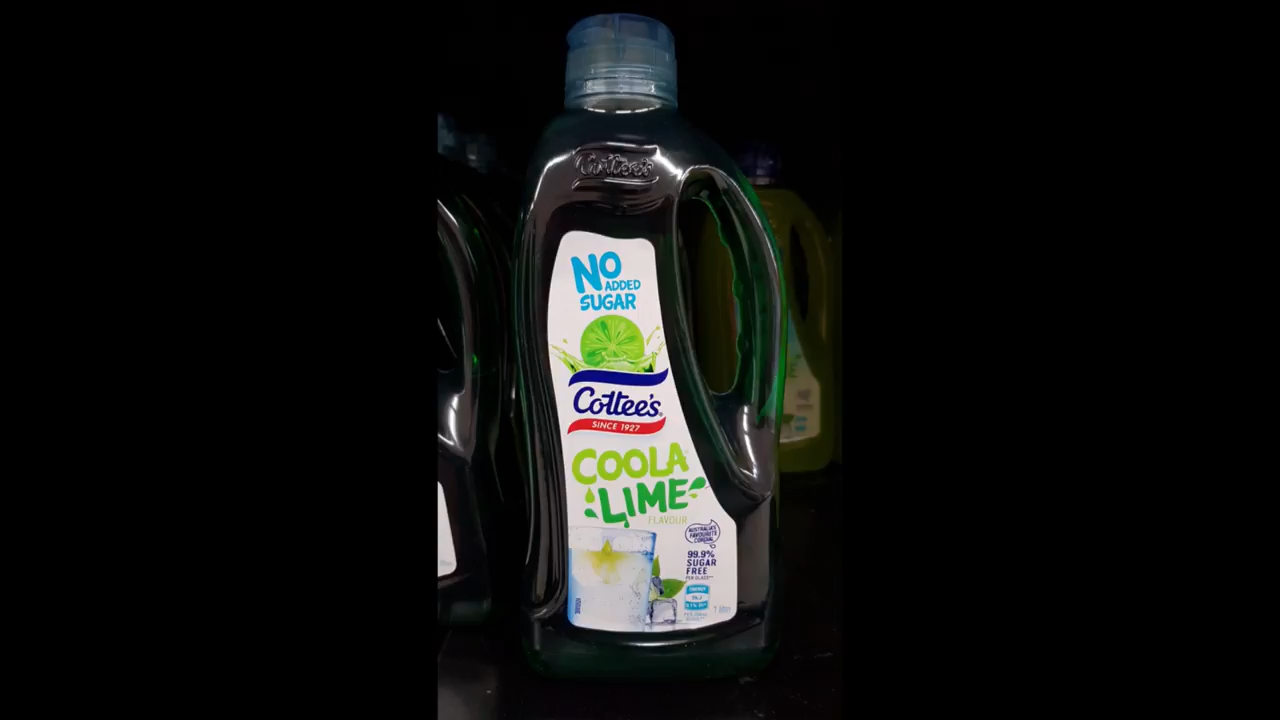 Cottee's
NO
ADDED
SUGAR
Cottee's
SINCE 1927
COOLA
LIME
FLAVOUR
AUSTRALIA'S
FAVOURITE
CORDIAL
99.9%
SUGAR
FREE
PER GLASS
ENERGY
1 litre